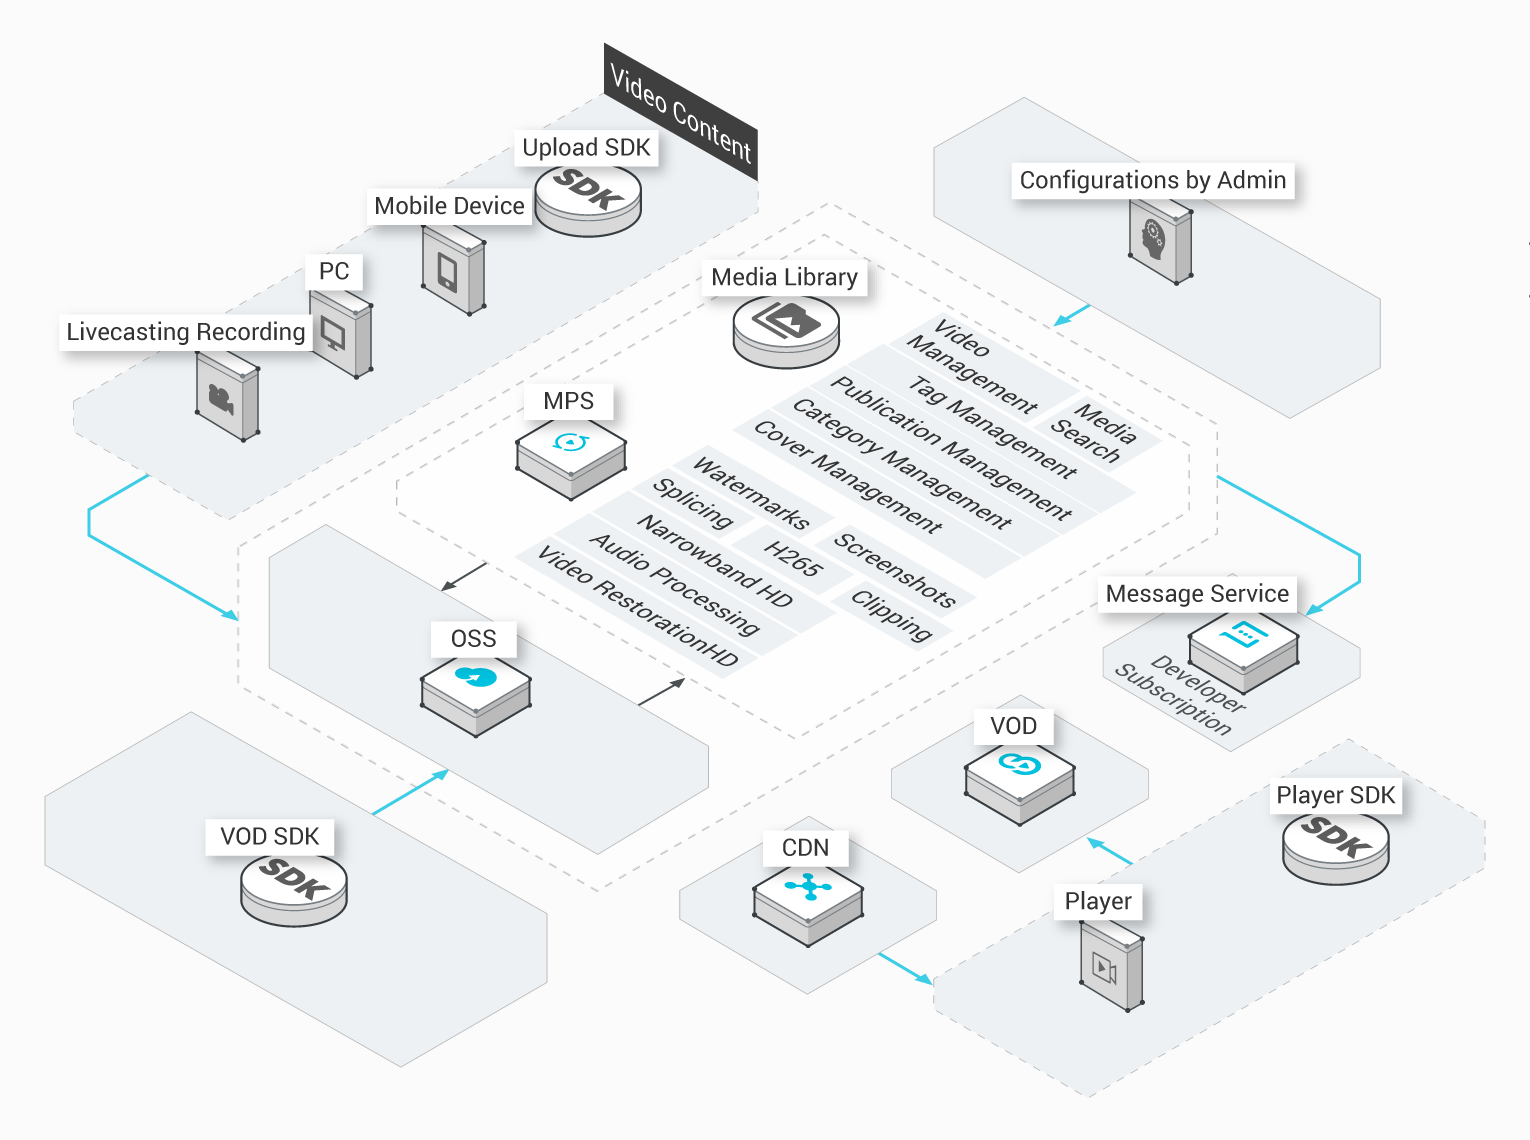 Video Content
Upload SDK
SDK
Mobile Device
PC
Livecasting Recording
Configurations by Admin
Media Library
Video
Management
Media
Search
Tag Management
Publication Management
Category Management
Cover Management
MPS
Watermarks
Screenshots
Splicing
H265
Clipping
Narrowband HD
Audio Processing
Video RestorationHD
Message Service
Developer
Subscription
OSS
VOD
Player SDK
SDK
VOD SDK
SDK
CDN
Player